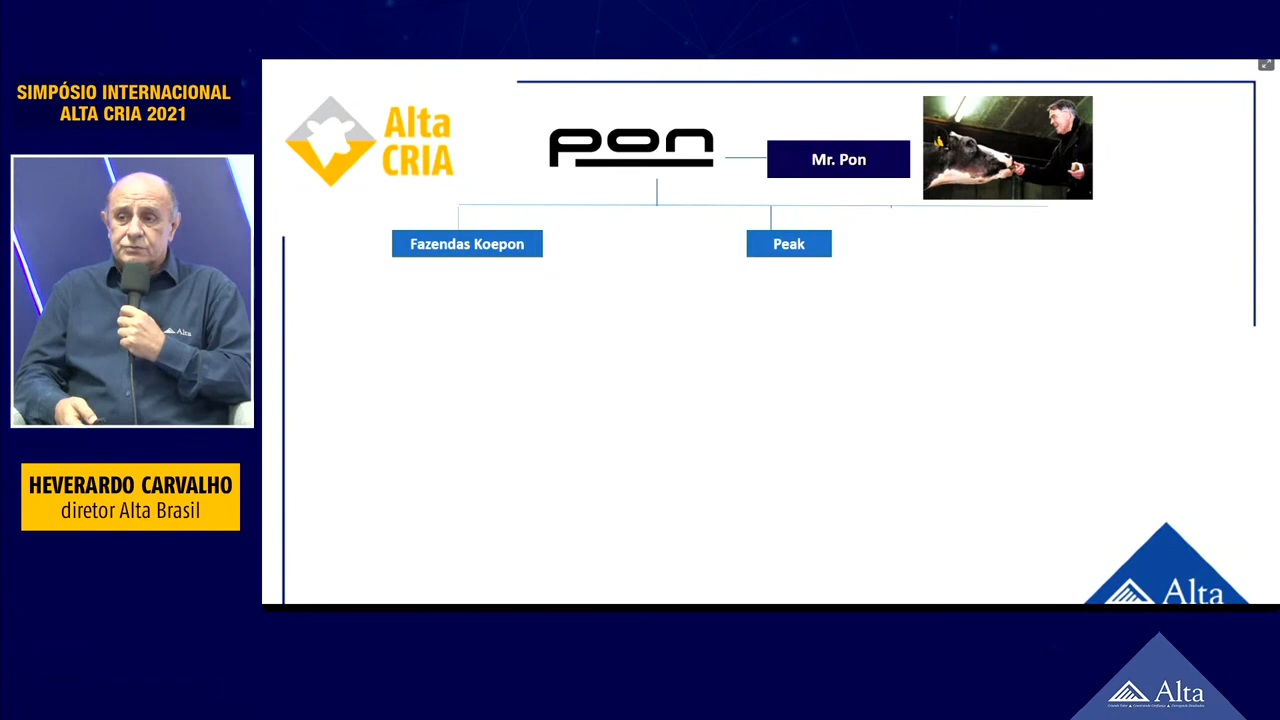 SIMPÓSIO INTERNACIONAL
ALTA CRIA 2021
Alta
CRIA
pon
Mr. Pon
Fazendas Koepon
Peak
Alta
HEVERARDO CARVALHO
diretor Alta Brasil
Alta
Alta